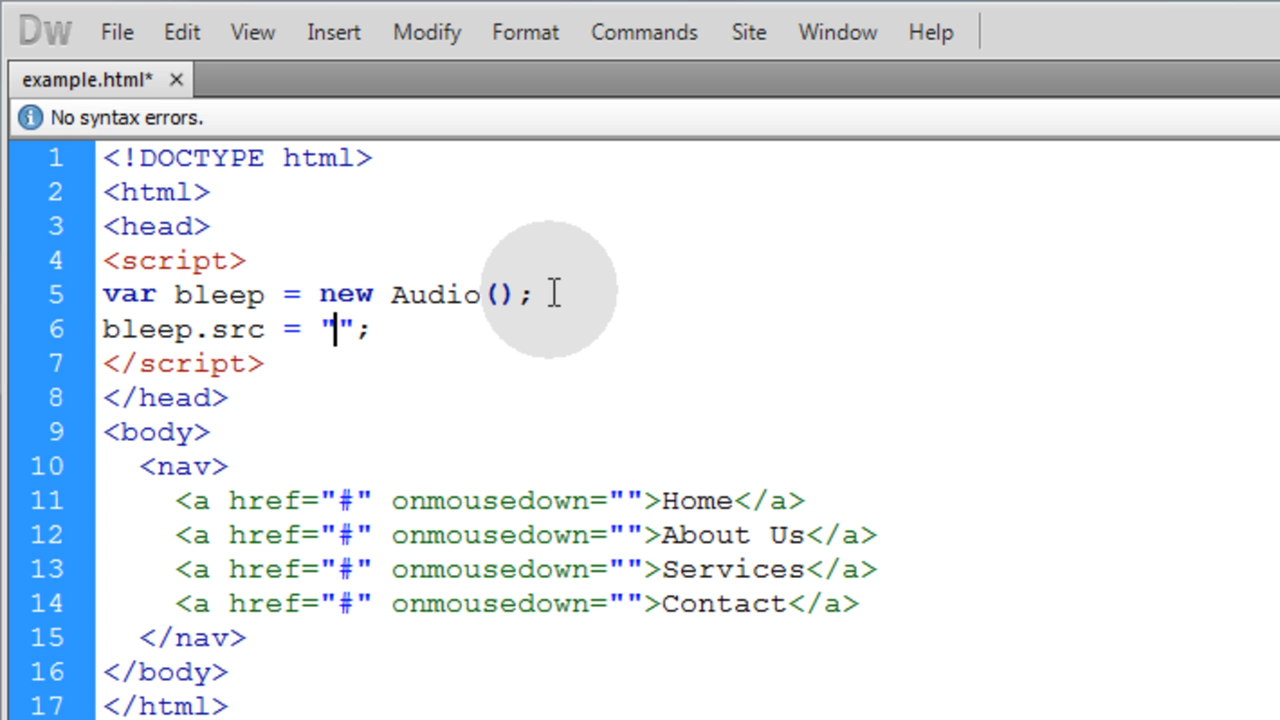 Dw File Edit View Insert Modify Format Commands Site Window Help
example.html* ×
i No syntax errors.
1 <!DOCTYPE html>
2 <html>
3 <head>
4 <script>
5 var bleep = new Audio();
6 bleep.src = "";
7 </script>
8 </head>
9 <body>
10   <nav>
11     <a href="#" onmousedown="">Home</a>
12     <a href="#" onmousedown="">About Us</a>
13     <a href="#" onmousedown="">Services</a>
14     <a href="#" onmousedown="">Contact</a>
15   </nav>
16 </body>
17 </html>